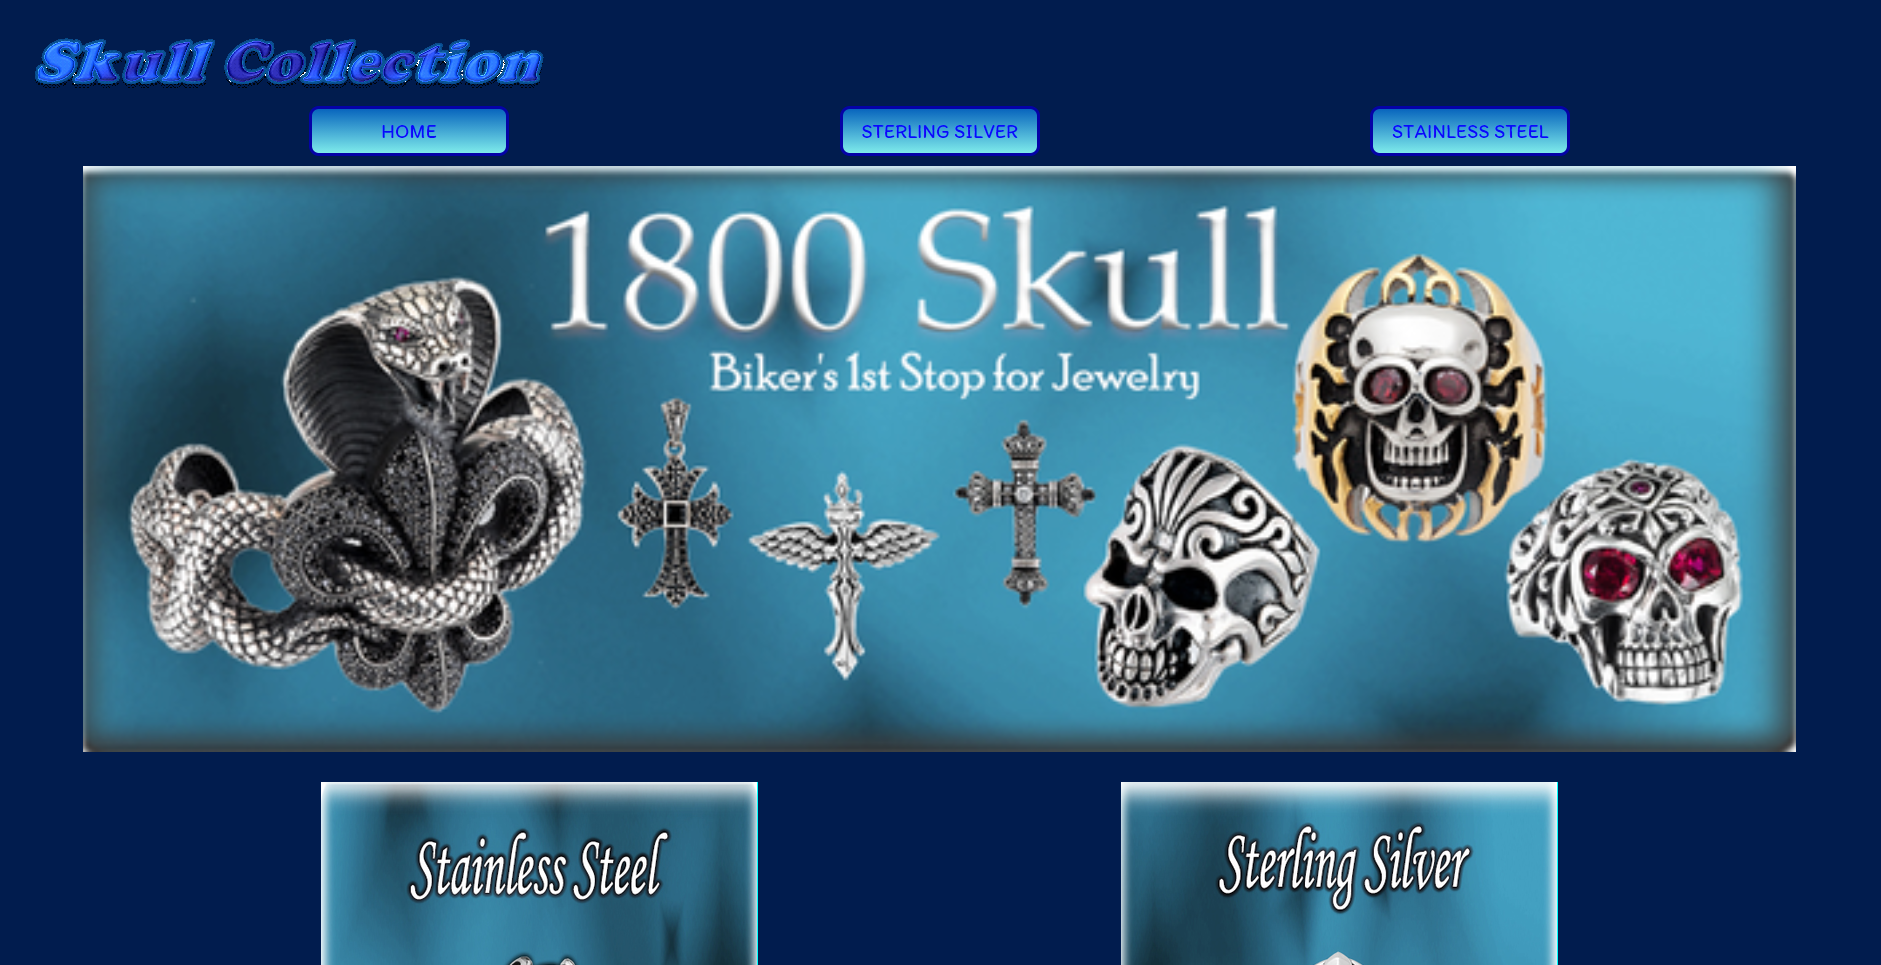 Skull Collection
HOME
STERLING SILVER
STAINLESS STEEL
1800 Skull
Biker's 1st Stop for Jewelry
Stainless Steel
Sterling Silver